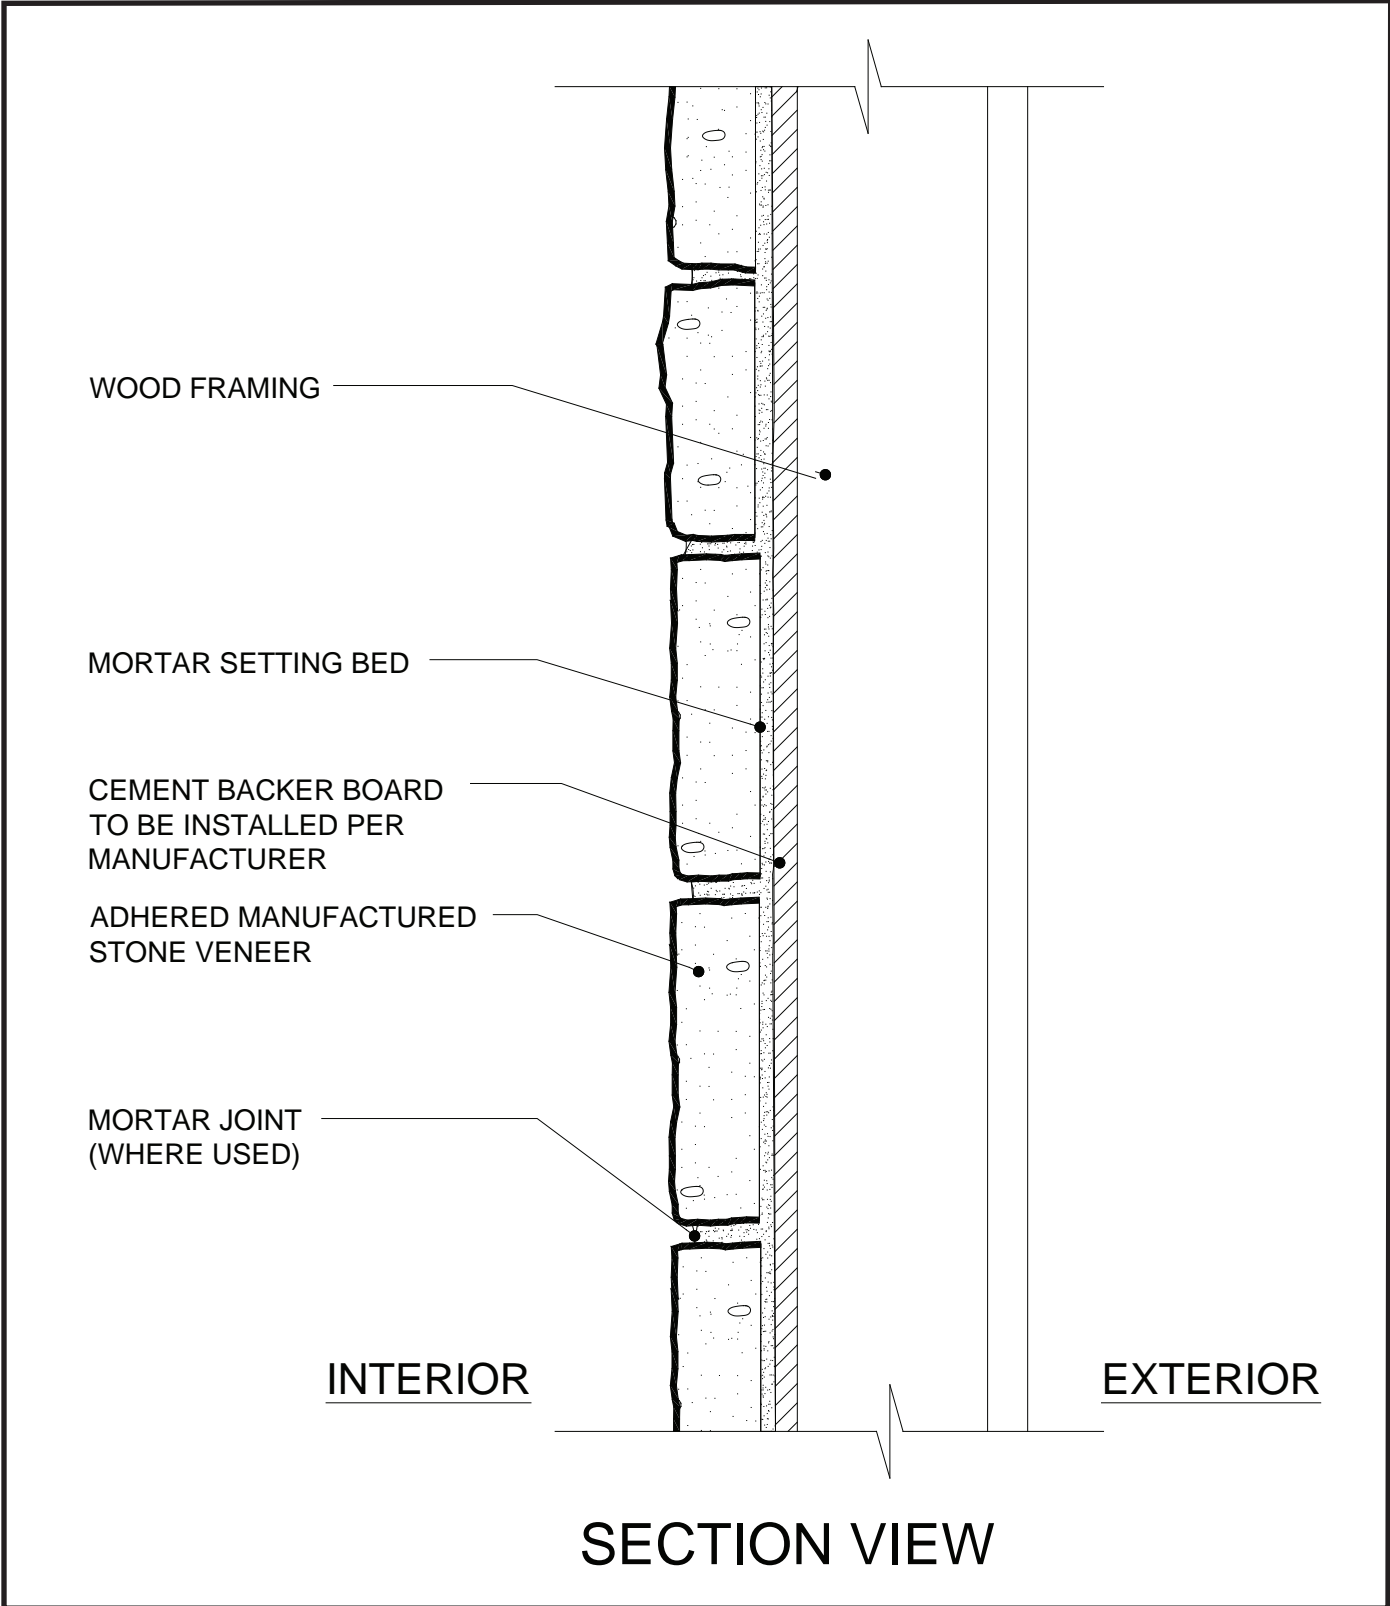 WOOD FRAMING
MORTAR SETTING BED
CEMENT BACKER BOARD
TO BE INSTALLED PER
MANUFACTURER
ADHERED MANUFACTURED
STONE VENEER
MORTAR JOINT
(WHERE USED)
INTERIOR
EXTERIOR
SECTION VIEW